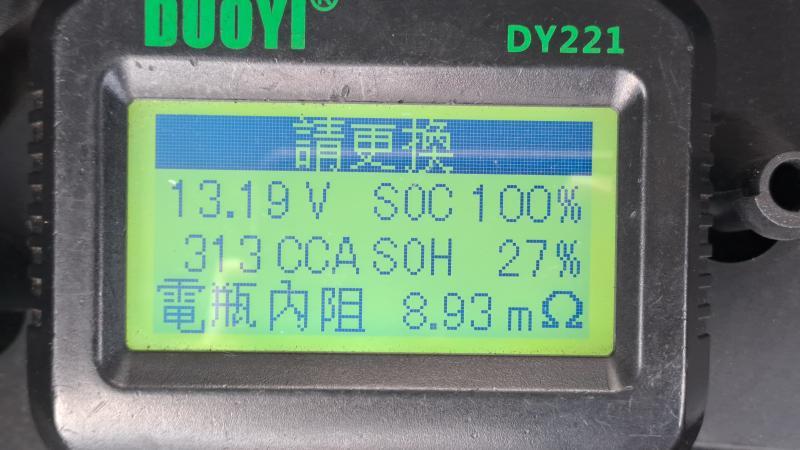 DUOYI®
DY221
請更換
13.19 V SOC 100%
313 CCA SOH 27%
電瓶內阻 8.93 mΩ